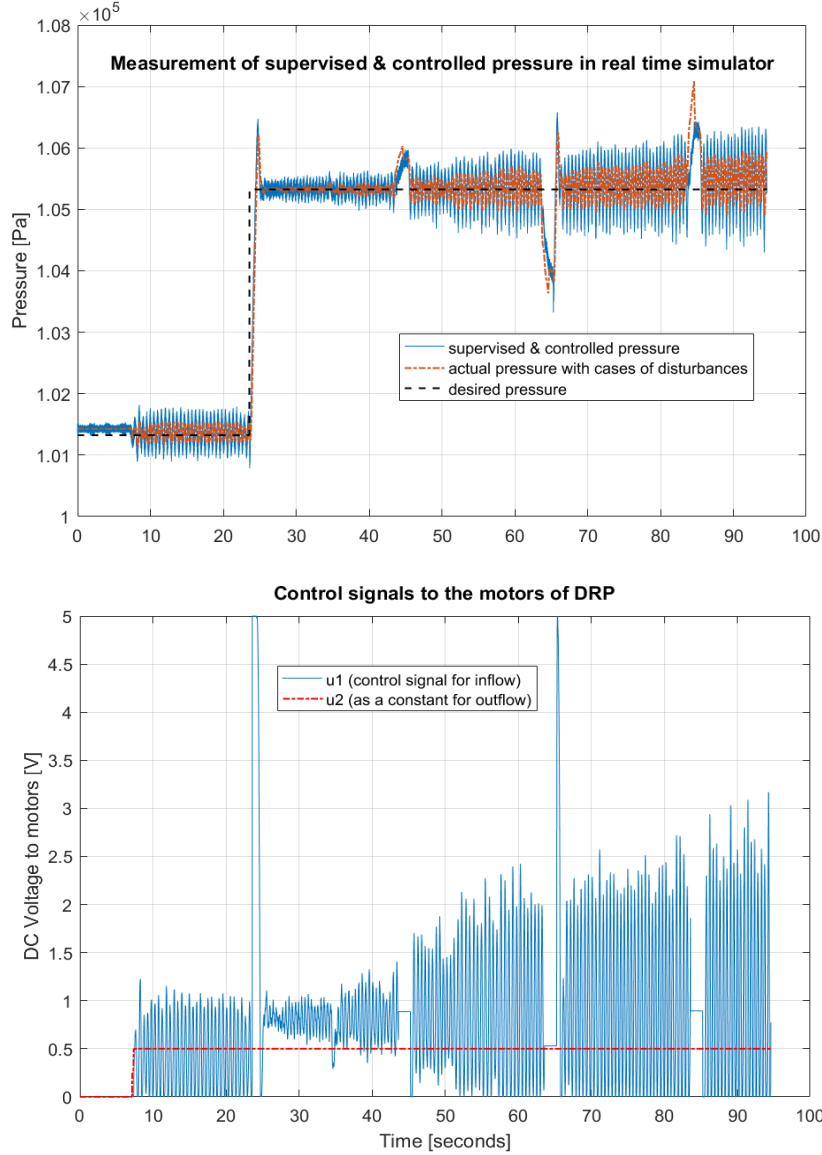 ×10⁵
1.08
Measurement of supervised & controlled pressure in real time simulator
1.07
1.06
1.05
1.04
1.03
1.02
1.01
1
Pressure [Pa]
supervised & controlled pressure
actual pressure with cases of disturbances
desired pressure
0 10 20 30 40 50 60 70 80 90 100
Control signals to the motors of DRP
5
4.5
4
3.5
3
2.5
2
1.5
1
0.5
0
DC Voltage to motors [V]
u1 (control signal for inflow)
u2 (as a constant for outflow)
0 10 20 30 40 50 60 70 80 90 100
Time [seconds]